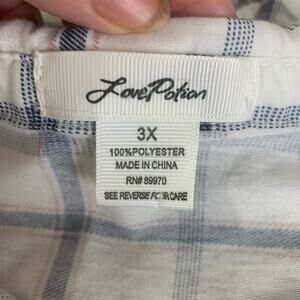 Love Potion
3X
100%POLYESTER
MADE IN CHINA
RN# 89970
SEE REVERSE FOR CARE